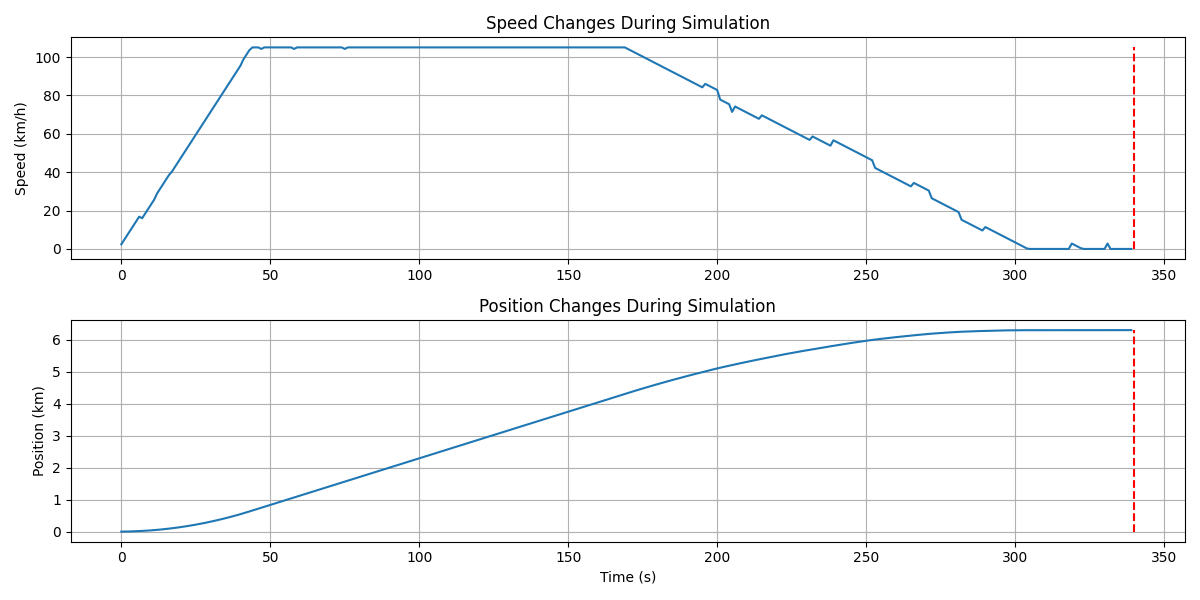 Speed Changes During Simulation
Speed (km/h)
100
80
60
40
20
0
0 50 100 150 200 250 300 350
Position Changes During Simulation
Position (km)
6
5
4
3
2
1
0
0 50 100 150 200 250 300 350
Time (s)